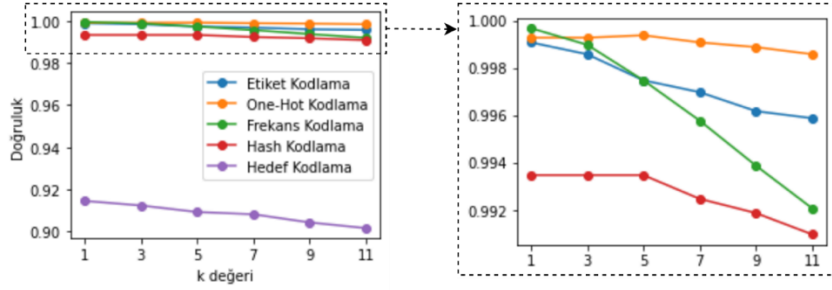 1.00
0.98
0.96
0.94
0.92
0.90
Doğruluk
Etiket Kodlama
One-Hot Kodlama
Frekans Kodlama
Hash Kodlama
Hedef Kodlama
1 3 5 7 9 11
k değeri
1.000
0.998
0.996
0.994
0.992
1 3 5 7 9 11